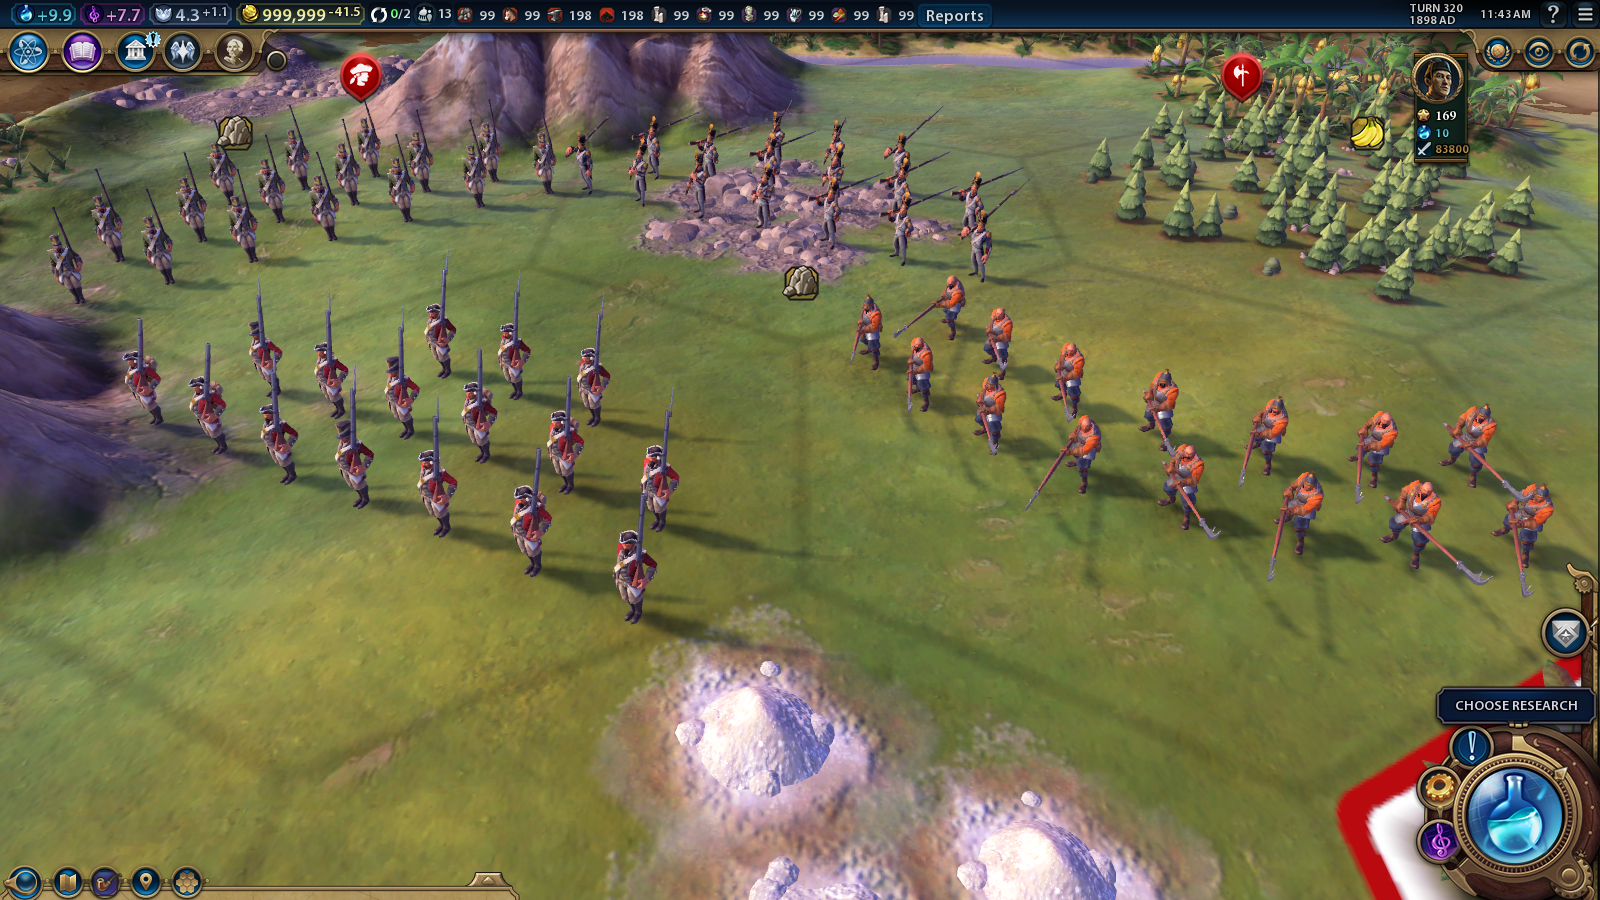 +9.9 +7.7 4.3 +1.1 999,999 -41.5 0/2 13 99 99 198 198 99 99 99 99 99 99 Reports
TURN 320
1898 AD
11:43 AM ?
169
10
83800
CHOOSE RESEARCH